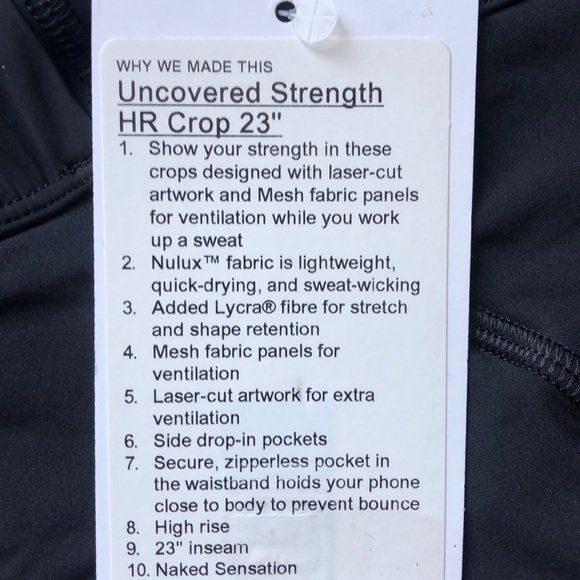 WHY WE MADE THIS
Uncovered Strength
HR Crop 23"
1. Show your strength in these
crops designed with laser-cut
artwork and Mesh fabric panels
for ventilation while you work
up a sweat
2. Nulux™ fabric is lightweight,
quick-drying, and sweat-wicking
3. Added Lycra® fibre for stretch
and shape retention
4. Mesh fabric panels for
ventilation
5. Laser-cut artwork for extra
ventilation
6. Side drop-in pockets
7. Secure, zipperless pocket in
the waistband holds your phone
close to body to prevent bounce
8. High rise
9. 23" inseam
10. Naked Sensation